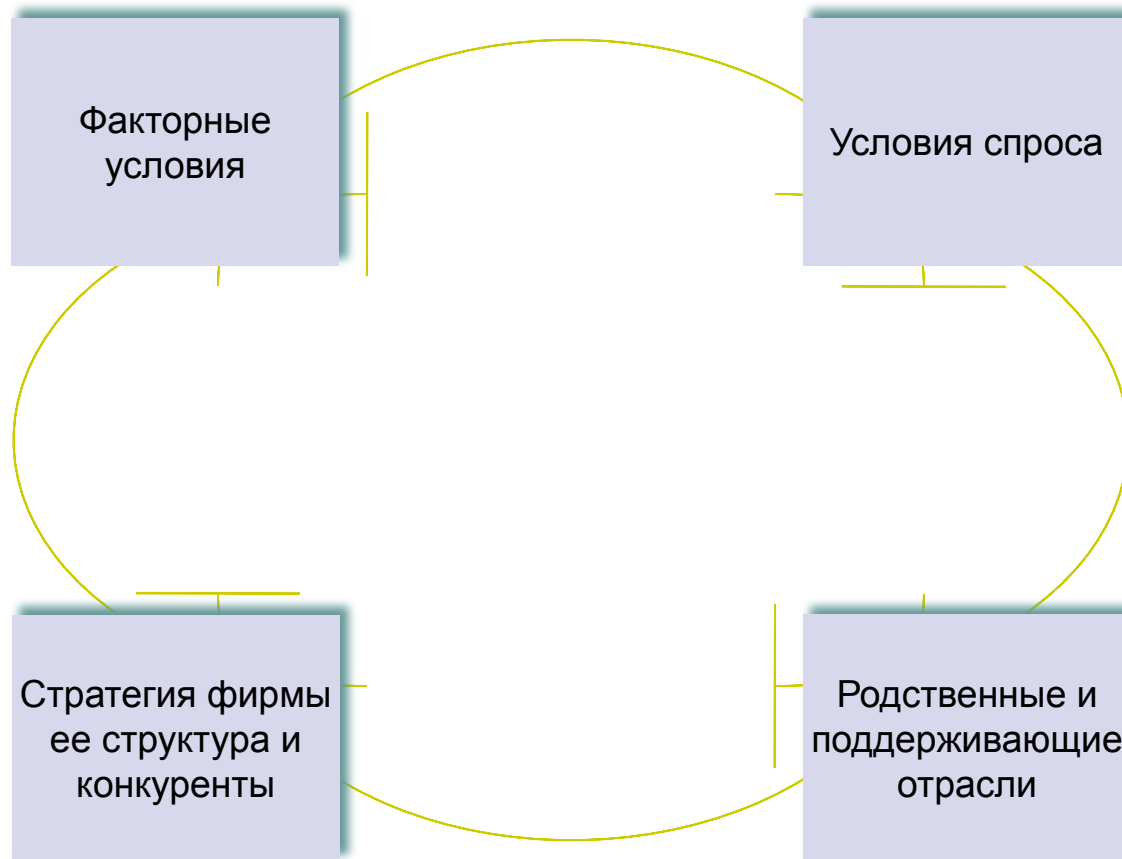 Факторные
условия
Условия спроса
Стратегия фирмы
ее структура и
конкуренты
Родственные и
поддерживающие
отрасли